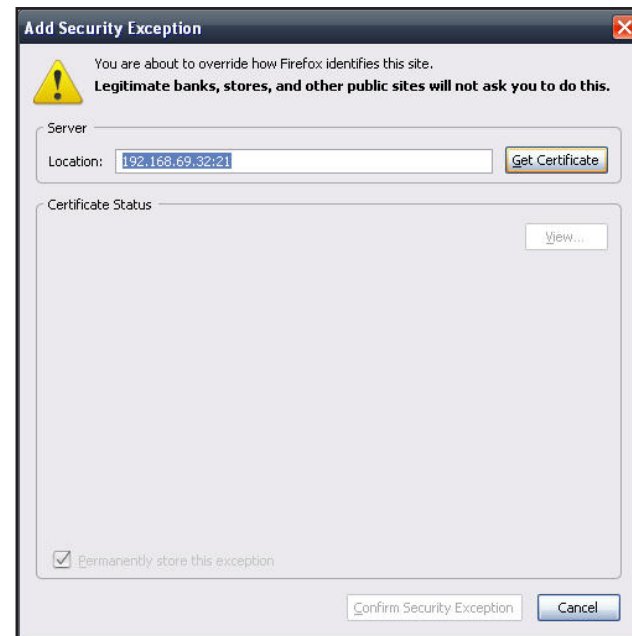 Add Security Exception
You are about to override how Firefox identifies this site.
Legitimate banks, stores, and other public sites will not ask you to do this.
Server
Location: 192.168.69.32:21 Get Certificate
Certificate Status
View...
Permanently store this exception
Confirm Security Exception Cancel